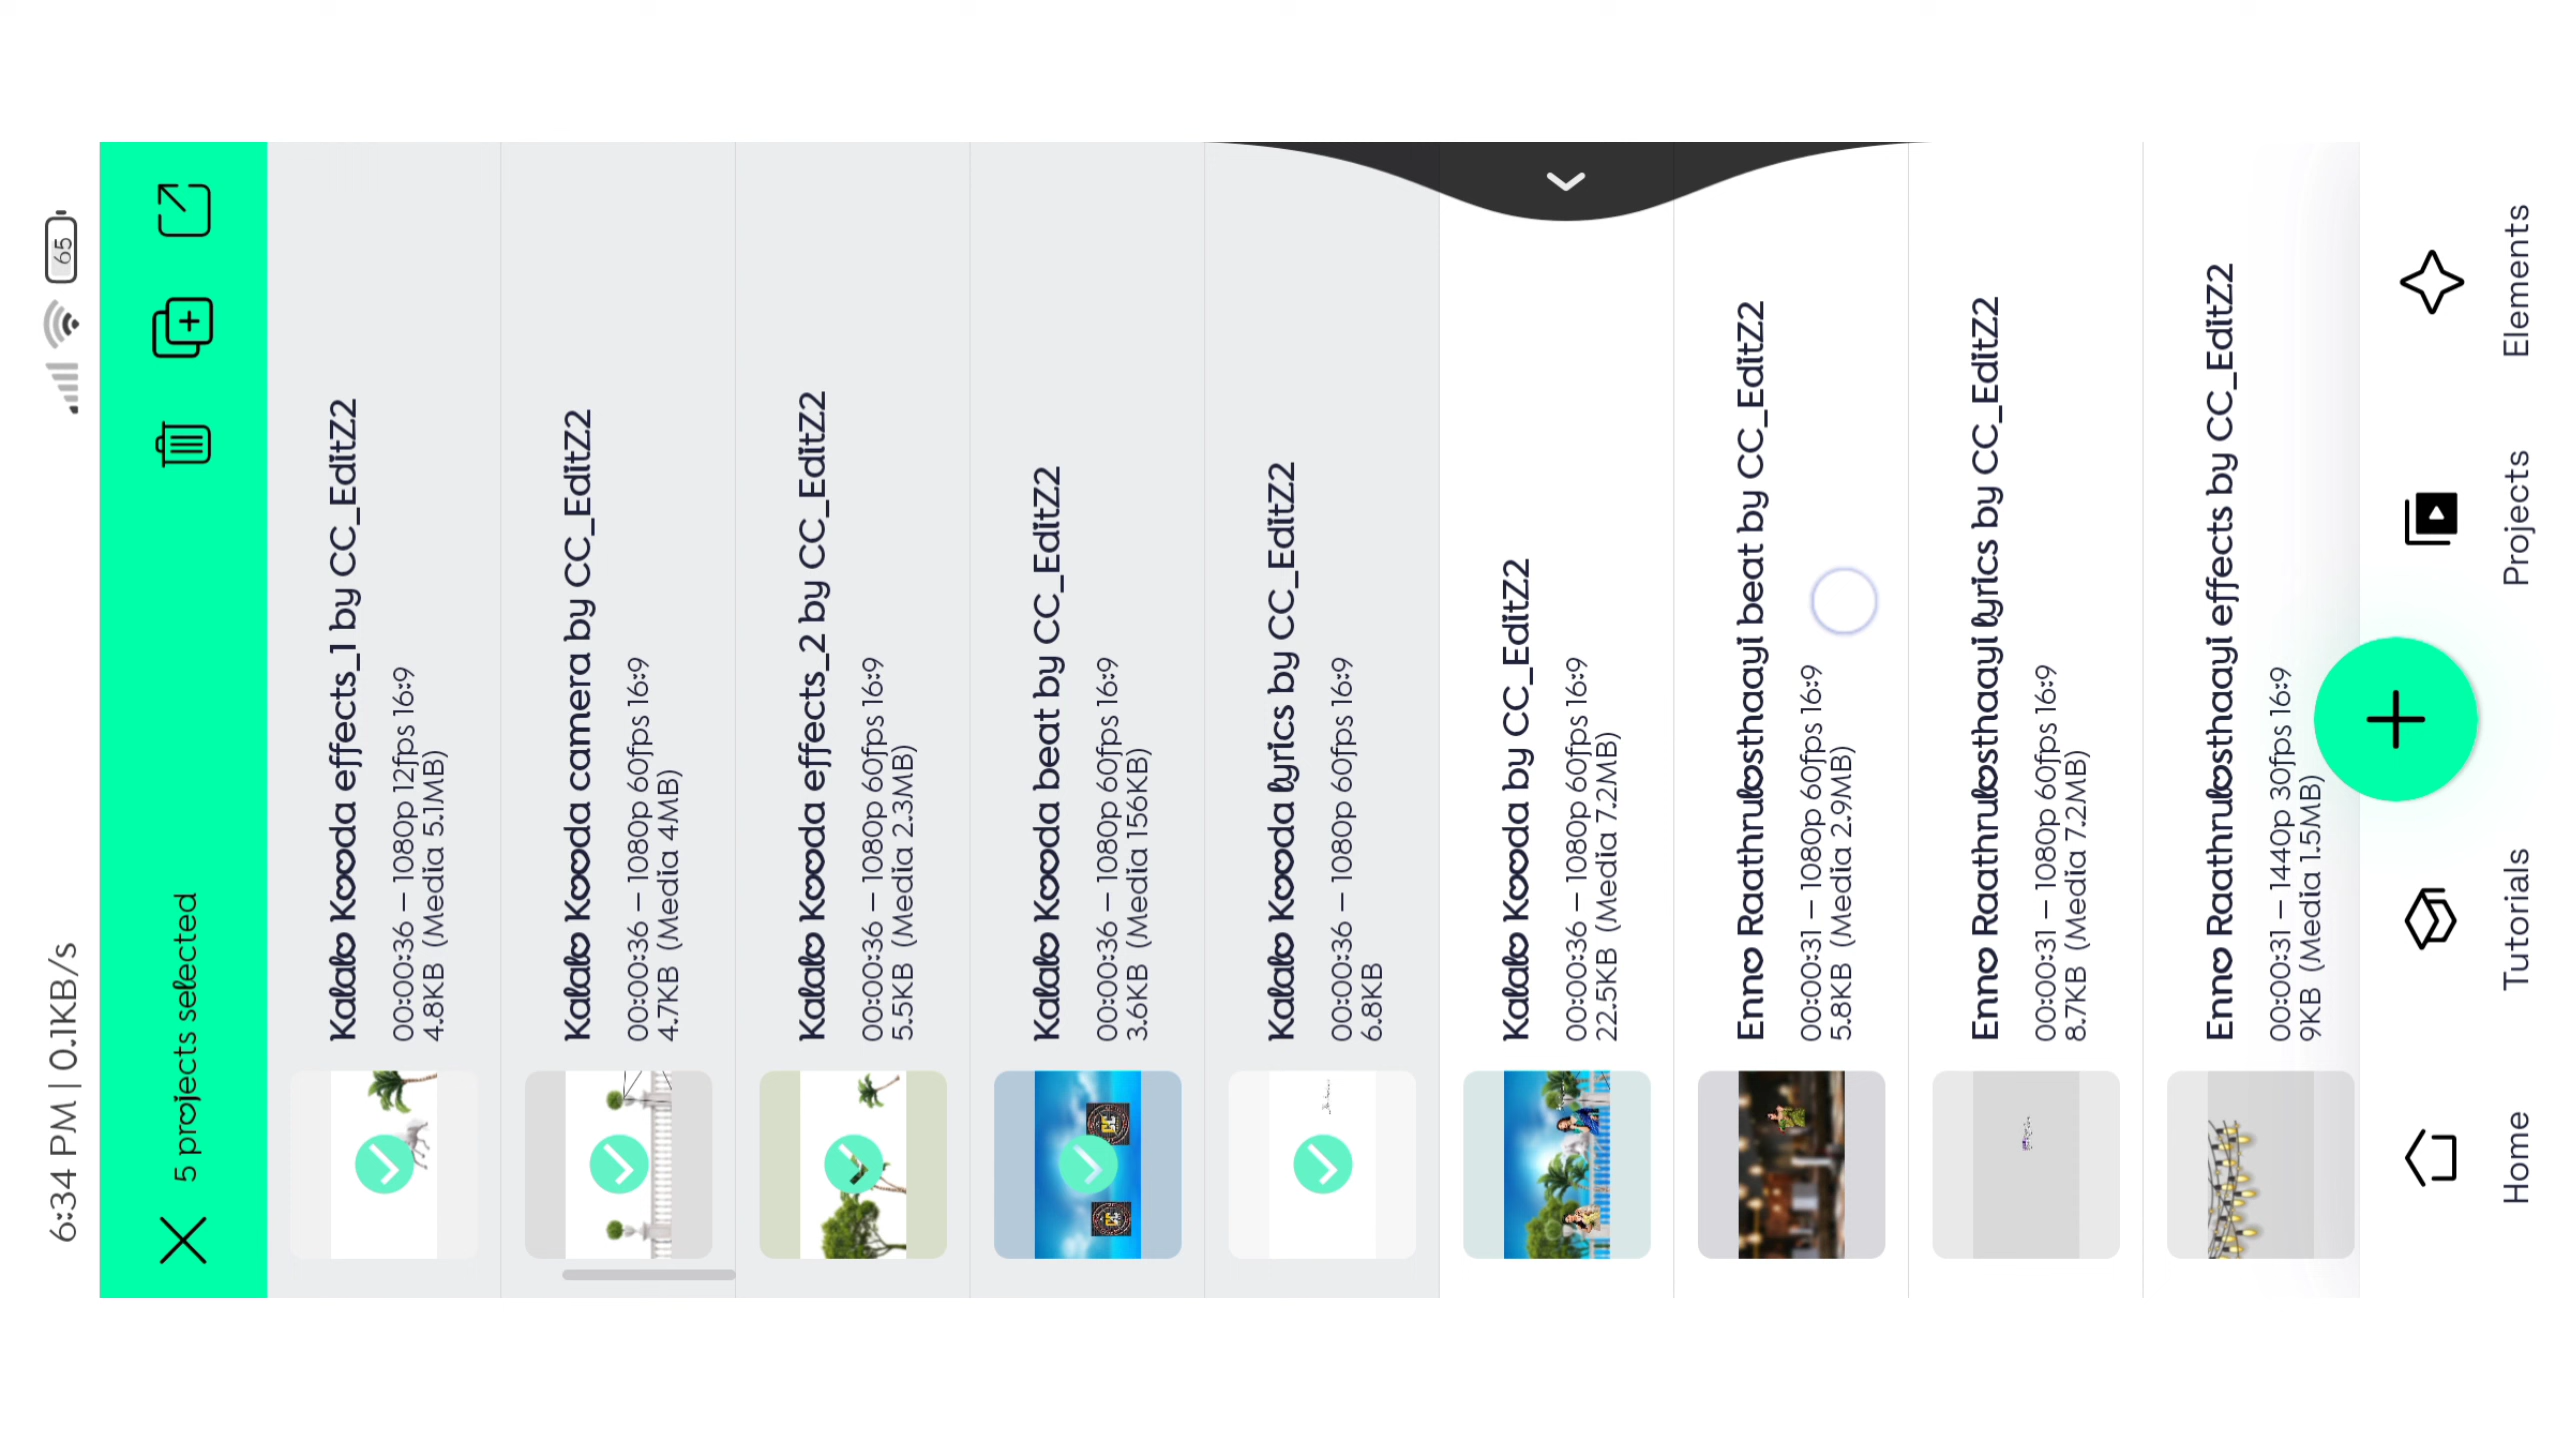 6:34 PM | 0.1KB/s
65
5 projects selected
Kalalo Kooda effects_1 by CC_EditZ2
00:00:36 – 1080p 12fps 16:9
4.8KB (Media 5.1MB)
Kalalo Kooda camera by CC_EditZ2
00:00:36 – 1080p 60fps 16:9
4.7KB (Media 4MB)
Kalalo Kooda effects_2 by CC_EditZ2
00:00:36 – 1080p 60fps 16:9
5.5KB (Media 2.3MB)
Kalalo Kooda beat by CC_EditZ2
00:00:36 – 1080p 60fps 16:9
3.6KB (Media 156KB)
Kalalo Kooda lyrics by CC_EditZ2
00:00:36 – 1080p 60fps 16:9
6.8KB
Kalalo Kooda by CC_EditZ2
00:00:36 – 1080p 60fps 16:9
22.5KB (Media 7.2MB)
Enno Raathrulosthaayi beat by CC_EditZ2
00:00:31 – 1080p 60fps 16:9
5.8KB (Media 2.9MB)
Enno Raathrulosthaayi lyrics by CC_EditZ2
00:00:31 – 1080p 60fps 16:9
8.7KB (Media 7.2MB)
Enno Raathrulosthaayi effects by CC_EditZ2
00:00:31 – 1440p 30fps 16:9
9KB (Media 1.5MB)
Home
Tutorials
Projects
Elements